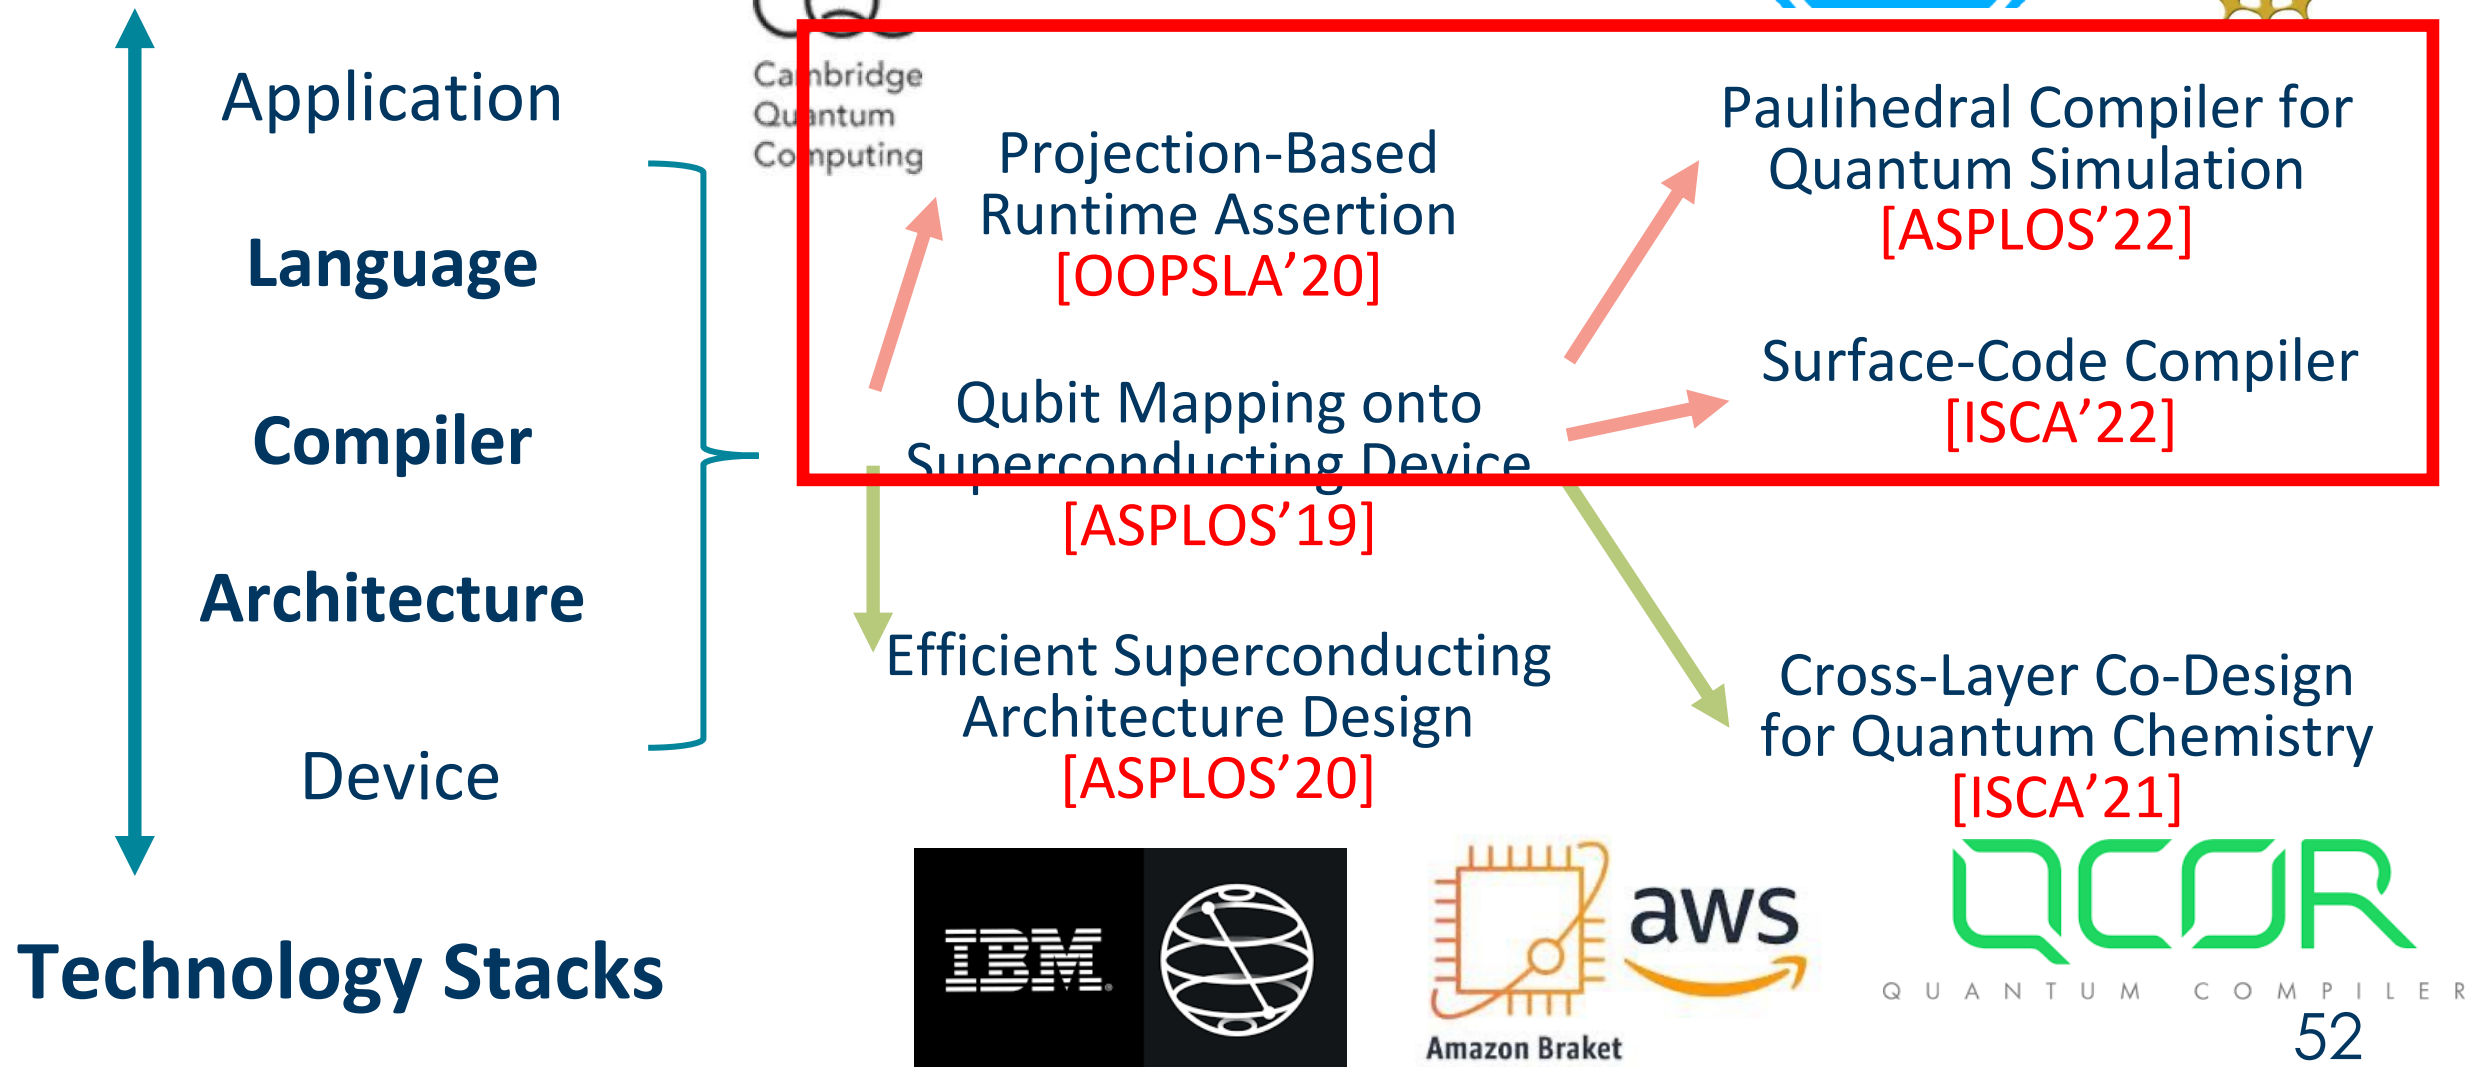 Application
Language
Compiler
Architecture
Device
Technology Stacks
Cambridge
Quantum
Computing
Projection-Based
Runtime Assertion
[OOPSLA’20]
Qubit Mapping onto
Superconducting Device
[ASPLOS’19]
Efficient Superconducting
Architecture Design
[ASPLOS’20]
Paulihedral Compiler for
Quantum Simulation
[ASPLOS’22]
Surface-Code Compiler
[ISCA’22]
Cross-Layer Co-Design
for Quantum Chemistry
[ISCA’21]
IBM®
Amazon Braket
aws
QCOR
QUANTUM COMPILER
52